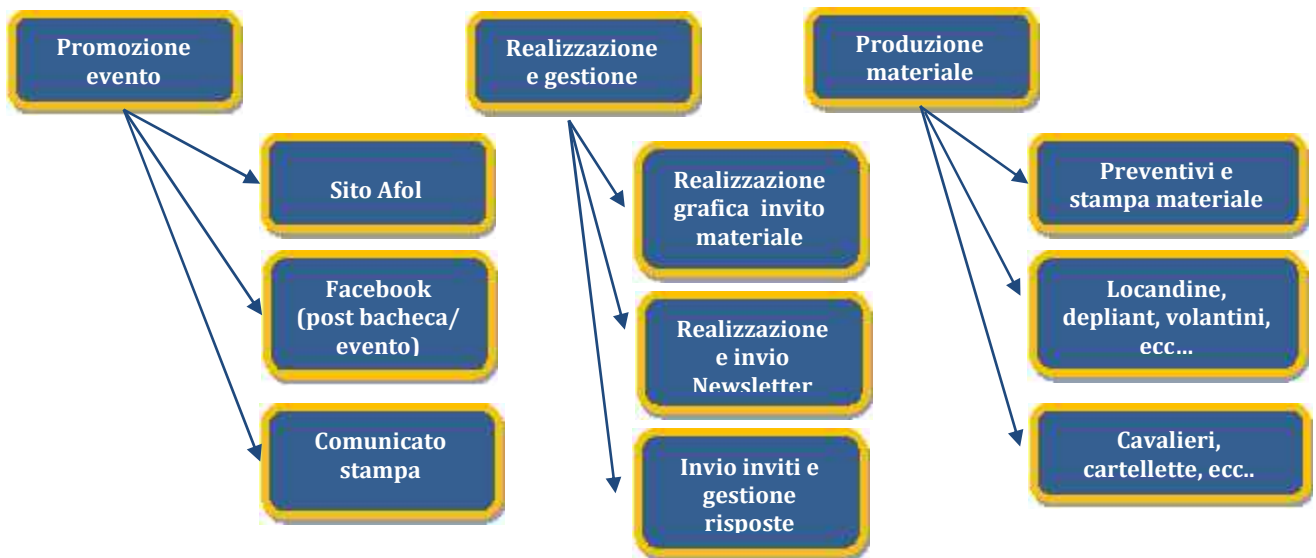 Promozione
evento
Sito Afol
Facebook
(post bacheca/
evento)
Comunicato
stampa
Realizzazione
e gestione
Realizzazione
grafica invito
materiale
Realizzazione
e invio
Newsletter
Invio inviti e
gestione
risposte
Produzione
materiale
Preventivi e
stampa materiale
Locandine,
depliant, volantini,
ecc...
Cavalieri,
cartellette, ecc..